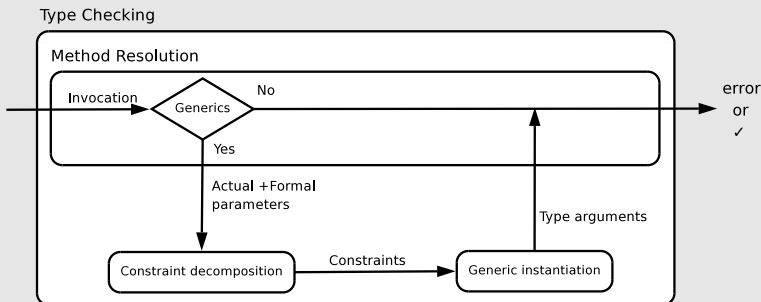 Type Checking
Method Resolution
Invocation
Generics
No
Yes
error
or
✓
Actual +Formal
parameters
Type arguments
Constraint decomposition
Constraints
Generic instantiation